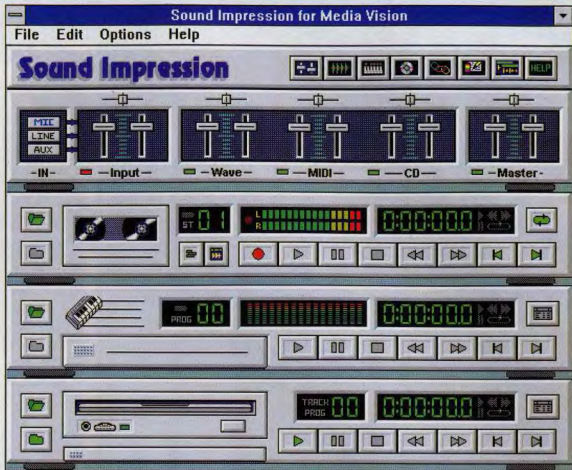 Sound Impression for Media Vision
File Edit Options Help
Sound Impression
HELP
MIC
LINE
AUX
-IN- -Input- -Wave- -MIDI- -CD- -Master-
ST 01
L
R
0:00:00.0
PROG 00
0:00:00.0
TRACK
PROG 00
0:00:00.0